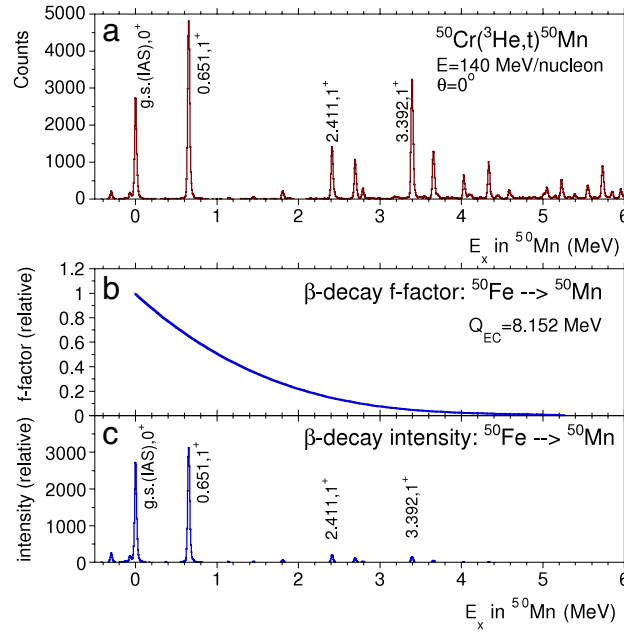 a
⁵⁰Cr(³He,t)⁵⁰Mn
E=140 MeV/nucleon
θ=0°
Counts
5000
4000
3000
2000
1000
0
g.s.(IAS),0⁺
0.651,1⁺
2.411,1⁺
3.392,1⁺
0 1 2 3 4 5 6
E_x in ⁵⁰Mn (MeV)
b
β-decay f-factor: ⁵⁰Fe --> ⁵⁰Mn
Q_EC=8.152 MeV
f-factor (relative)
1.2
1
0.8
0.6
0.4
0.2
0
c
β-decay intensity: ⁵⁰Fe --> ⁵⁰Mn
intensity (relative)
3000
2000
1000
0
g.s.(IAS),0⁺
0.651,1⁺
2.411,1⁺
3.392,1⁺
0 1 2 3 4 5 6
E_x in ⁵⁰Mn (MeV)